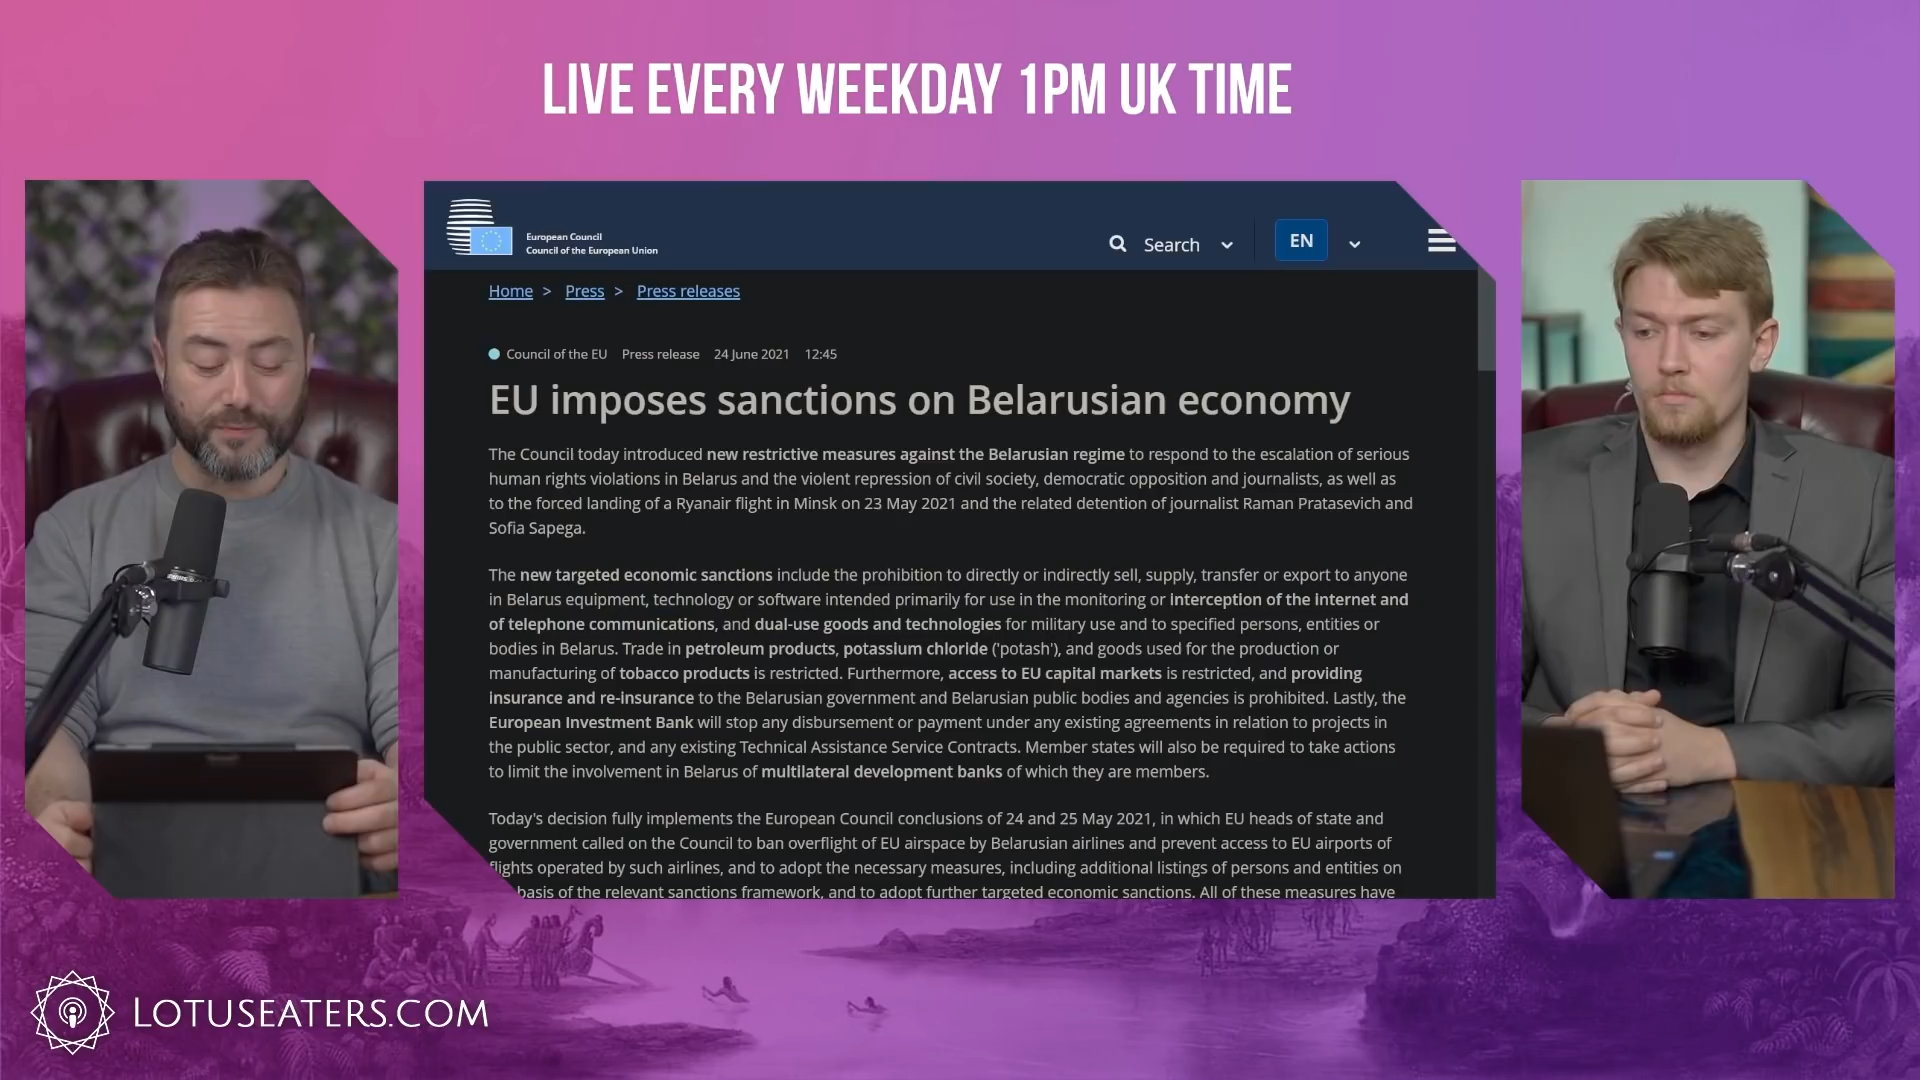 LIVE EVERY WEEKDAY 1PM UK TIME
European Council
Council of the European Union
Search
EN
Home > Press > Press releases
Council of the EU Press release 24 June 2021 12:45
EU imposes sanctions on Belarusian economy
The Council today introduced new restrictive measures against the Belarusian regime to respond to the escalation of serious
human rights violations in Belarus and the violent repression of civil society, democratic opposition and journalists, as well as
to the forced landing of a Ryanair flight in Minsk on 23 May 2021 and the related detention of journalist Raman Pratasevich and
Sofia Sapega.
The new targeted economic sanctions include the prohibition to directly or indirectly sell, supply, transfer or export to anyone
in Belarus equipment, technology or software intended primarily for use in the monitoring or interception of the internet and
of telephone communications, and dual-use goods and technologies for military use and to specified persons, entities or
bodies in Belarus. Trade in petroleum products, potassium chloride ('potash'), and goods used for the production or
manufacturing of tobacco products is restricted. Furthermore, access to EU capital markets is restricted, and providing
insurance and re-insurance to the Belarusian government and Belarusian public bodies and agencies is prohibited. Lastly, the
European Investment Bank will stop any disbursement or payment under any existing agreements in relation to projects in
the public sector, and any existing Technical Assistance Service Contracts. Member states will also be required to take actions
to limit the involvement in Belarus of multilateral development banks of which they are members.
Today's decision fully implements the European Council conclusions of 24 and 25 May 2021, in which EU heads of state and
government called on the Council to ban overflight of EU airspace by Belarusian airlines and prevent access to EU airports of
flights operated by such airlines, and to adopt the necessary measures, including additional listings of persons and entities on
basis of the relevant sanctions framework, and to adopt further targeted economic sanctions. All of these measures have
LOTUSEATERS.COM